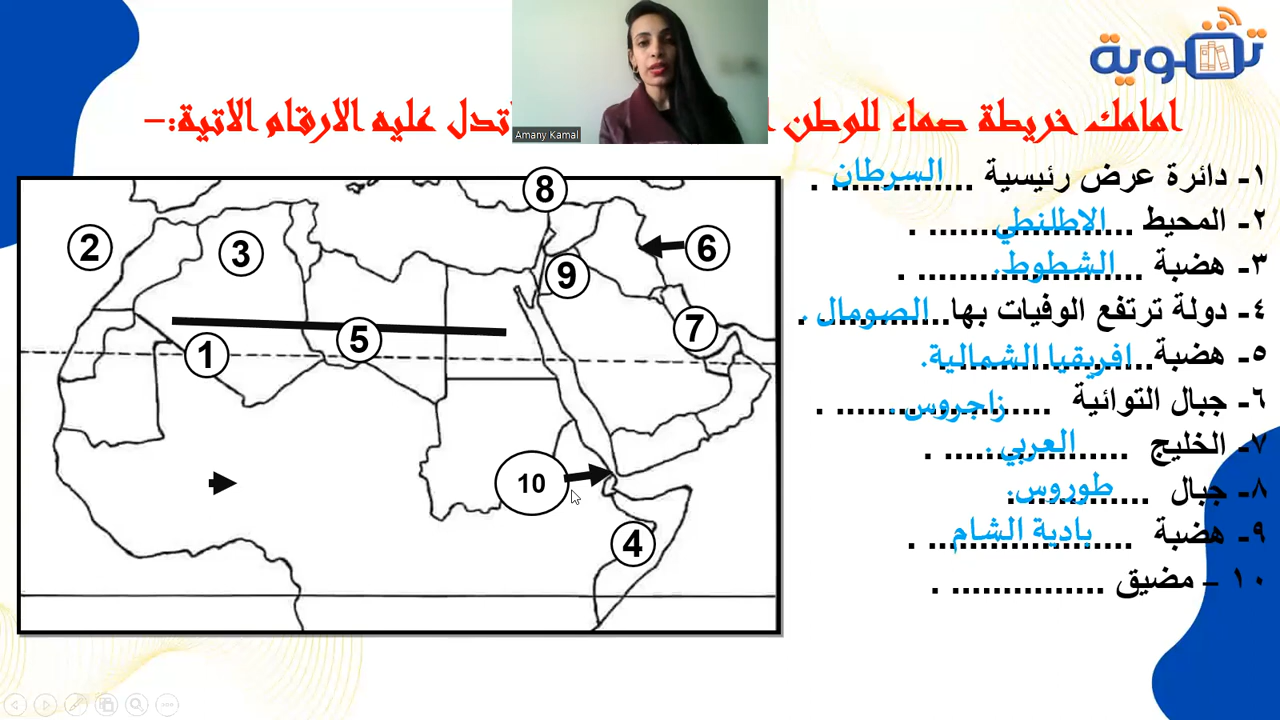 تقوية
Amany Kamal
امامك خريطة صماء للوطن ا تدل عليه الارقام الاتية:-
١- دائرة عرض رئيسية السرطان .
٢- المحيط الاطلنطي .
٣- هضبة الشطوط .
٤- دولة ترتفع الوفيات بها الصومال .
٥- هضبة افريقيا الشمالية .
٦- جبال التوائية زاجروس .
٧- الخليج العربي .
٨- جبال طوروس .
٩- هضبة بادية الشام .
١٠ - مضيق ............... .
8
2
3
6
9
7
5
1
10
4